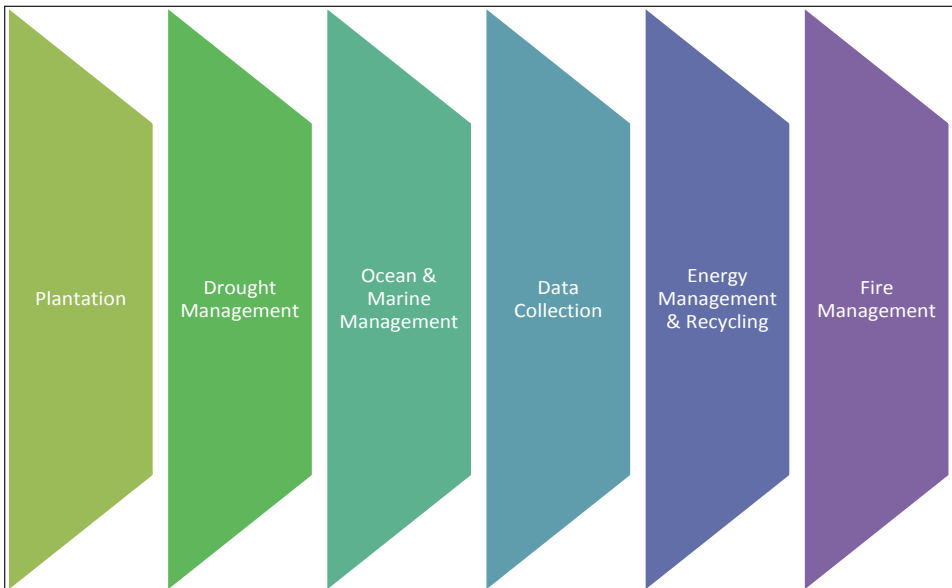 Plantation
Drought
Management
Ocean &
Marine
Management
Data
Collection
Energy
Management
& Recycling
Fire
Management